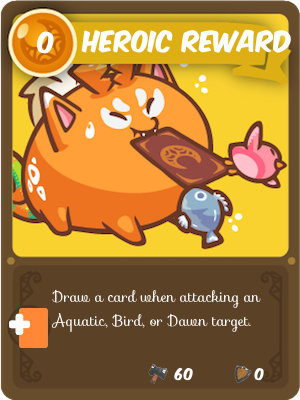 0
HEROIC REWARD
Draw a card when attacking an
Aquatic, Bird, or Dawn target.
60 0